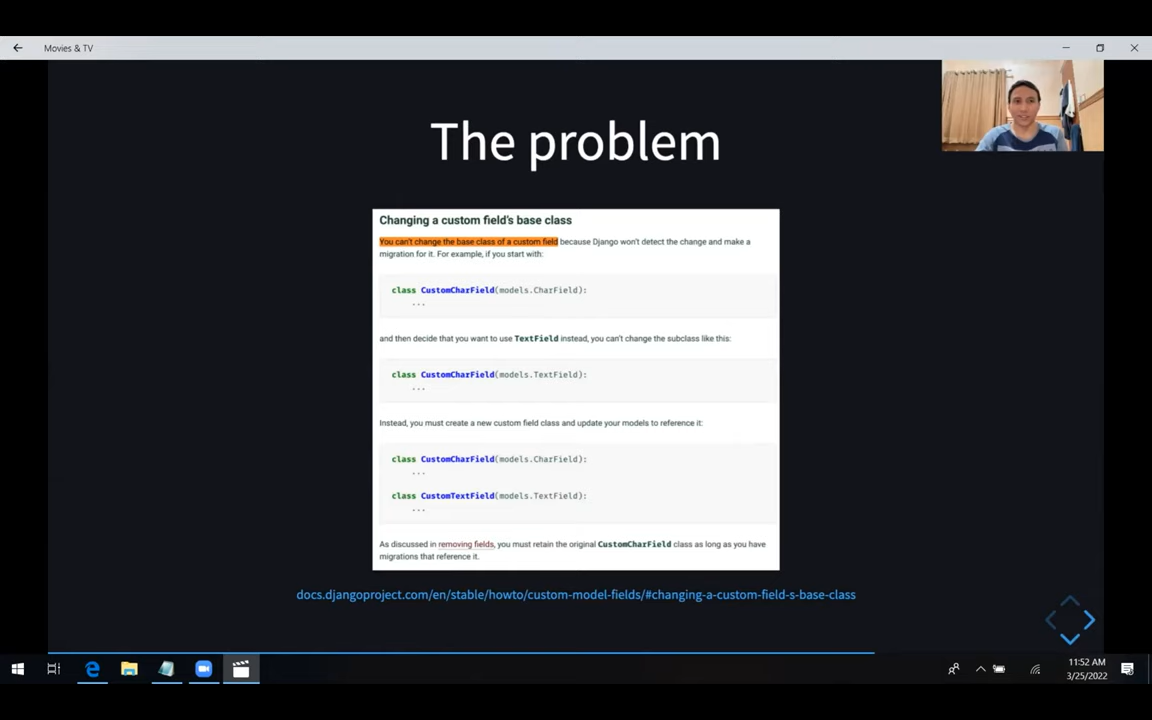 Movies & TV
The problem
Changing a custom field's base class
You can't change the base class of a custom field because Django won't detect the change and make a
migration for it. For example, if you start with:
class CustomCharField(models.CharField):
...
and then decide that you want to use TextField instead, you can't change the subclass like this:
class CustomCharField(models.TextField):
...
Instead, you must create a new custom field class and update your models to reference it:
class CustomCharField(models.CharField):
...
class CustomTextField(models.TextField):
...
As discussed in removing fields, you must retain the original CustomCharField class as long as you have
migrations that reference it.
docs.djangoproject.com/en/stable/howto/custom-model-fields/#changing-a-custom-field-s-base-class
11:52 AM
3/25/2022